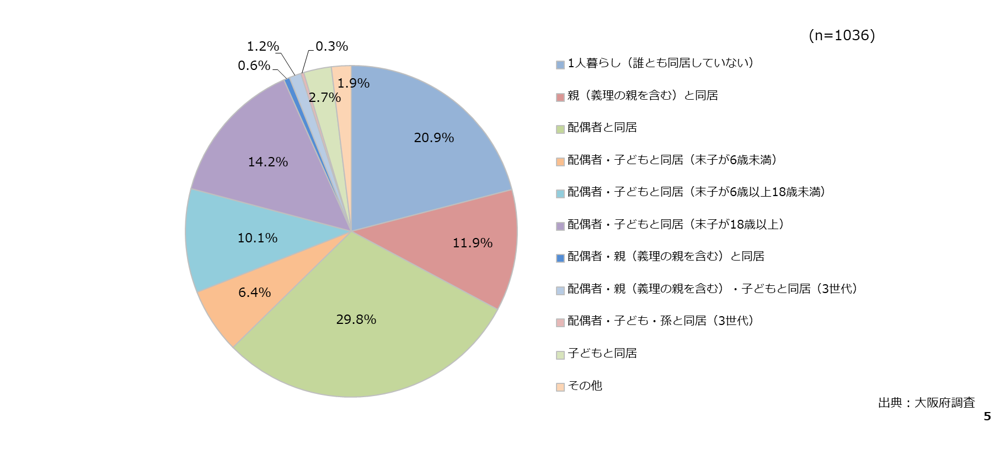 (n=1036)
1.2%
0.3%
0.6%
1.9%
2.7%
20.9%
14.2%
10.1%
11.9%
6.4%
29.8%
1人暮らし（誰とも同居していない）
親（義理の親を含む）と同居
配偶者と同居
配偶者・子どもと同居（末子が6歳未満）
配偶者・子どもと同居（末子が6歳以上18歳未満）
配偶者・子どもと同居（末子が18歳以上）
配偶者・親（義理の親を含む）と同居
配偶者・親（義理の親を含む）・子どもと同居（3世代）
配偶者・子ども・孫と同居（3世代）
子どもと同居
その他
出典：大阪府調査
5